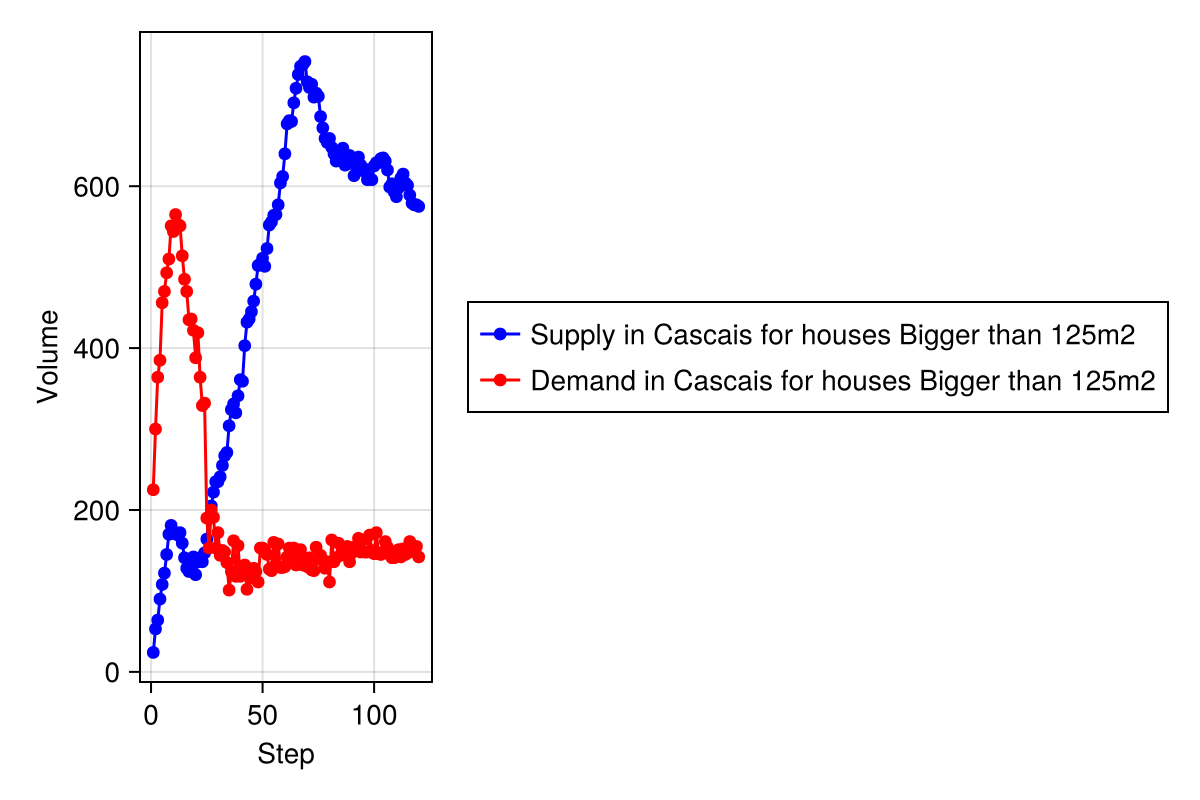 600
400
200
0
Volume
0 50 100
Step
Supply in Cascais for houses Bigger than 125m2
Demand in Cascais for houses Bigger than 125m2